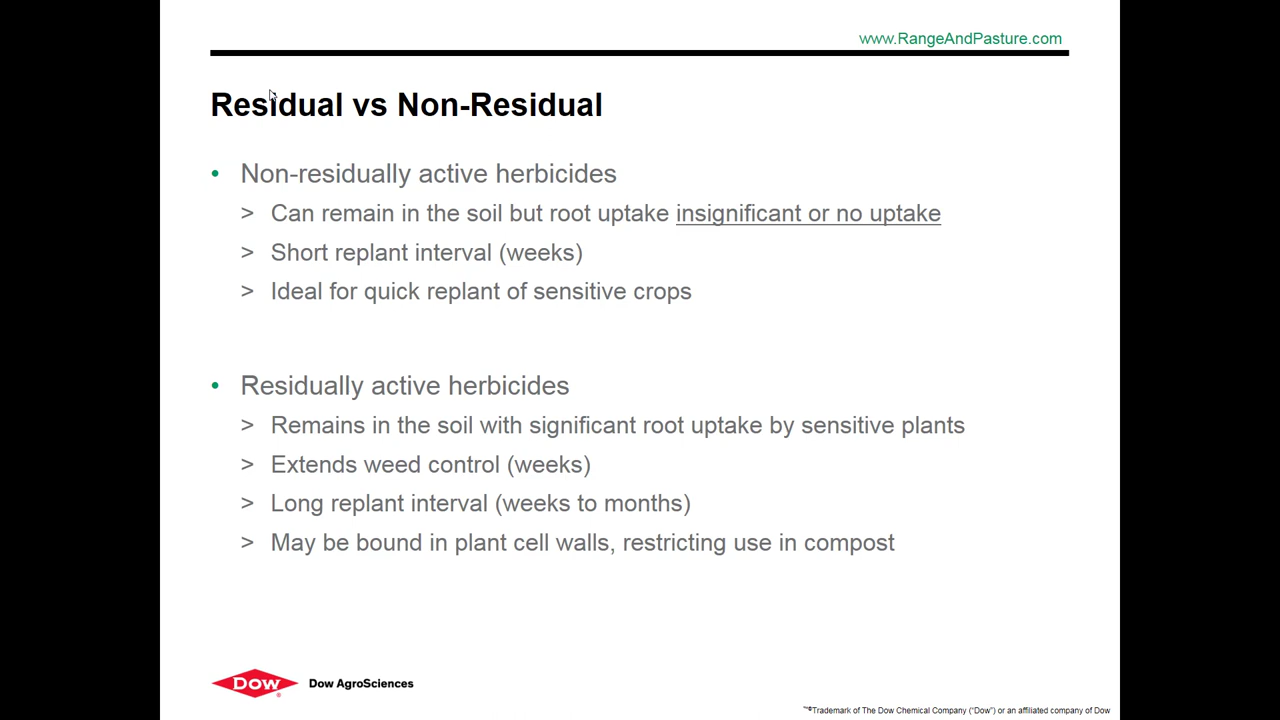 www.RangeAndPasture.com
Residual vs Non-Residual
• Non-residually active herbicides
> Can remain in the soil but root uptake insignificant or no uptake
> Short replant interval (weeks)
> Ideal for quick replant of sensitive crops
• Residually active herbicides
> Remains in the soil with significant root uptake by sensitive plants
> Extends weed control (weeks)
> Long replant interval (weeks to months)
> May be bound in plant cell walls, restricting use in compost
DOW® Dow AgroSciences
™®Trademark of The Dow Chemical Company ("Dow") or an affiliated company of Dow